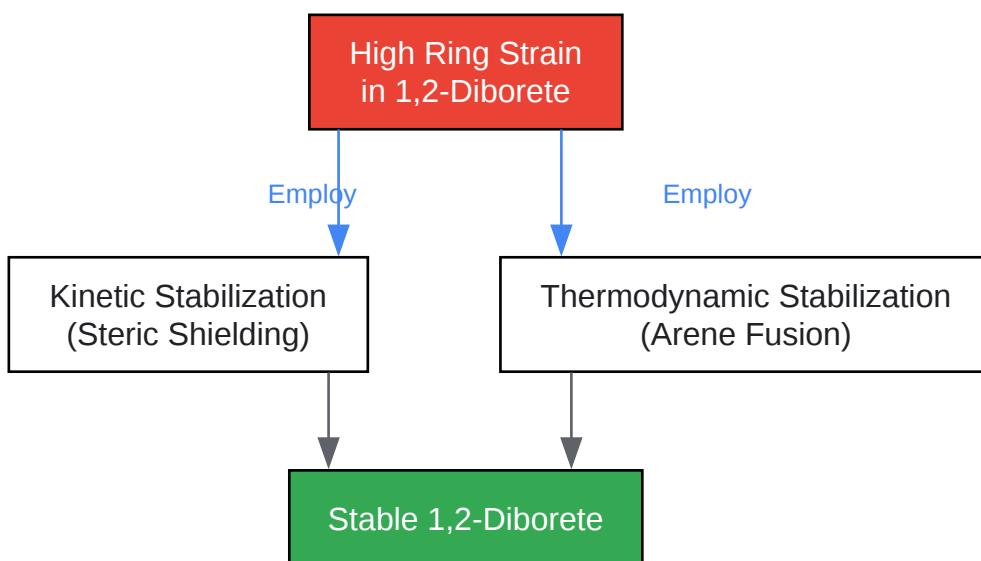 High Ring Strain
in 1,2-Diborete
Employ
Employ
Kinetic Stabilization
(Steric Shielding)
Thermodynamic Stabilization
(Arene Fusion)
Stable 1,2-Diborete